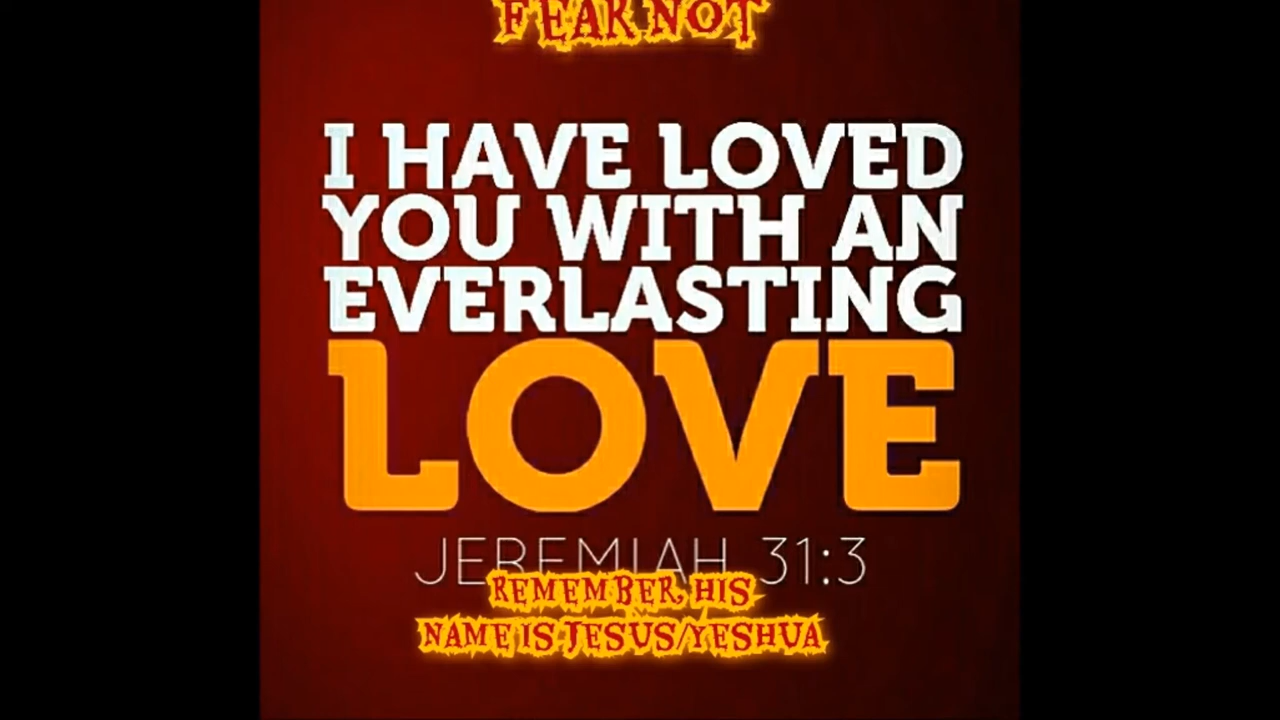 FEAR NOT
I HAVE LOVED
YOU WITH AN
EVERLASTING
LOVE
JEREMIAH 31:3
REMEMBER, HIS
NAME IS JESUS/YESHUA